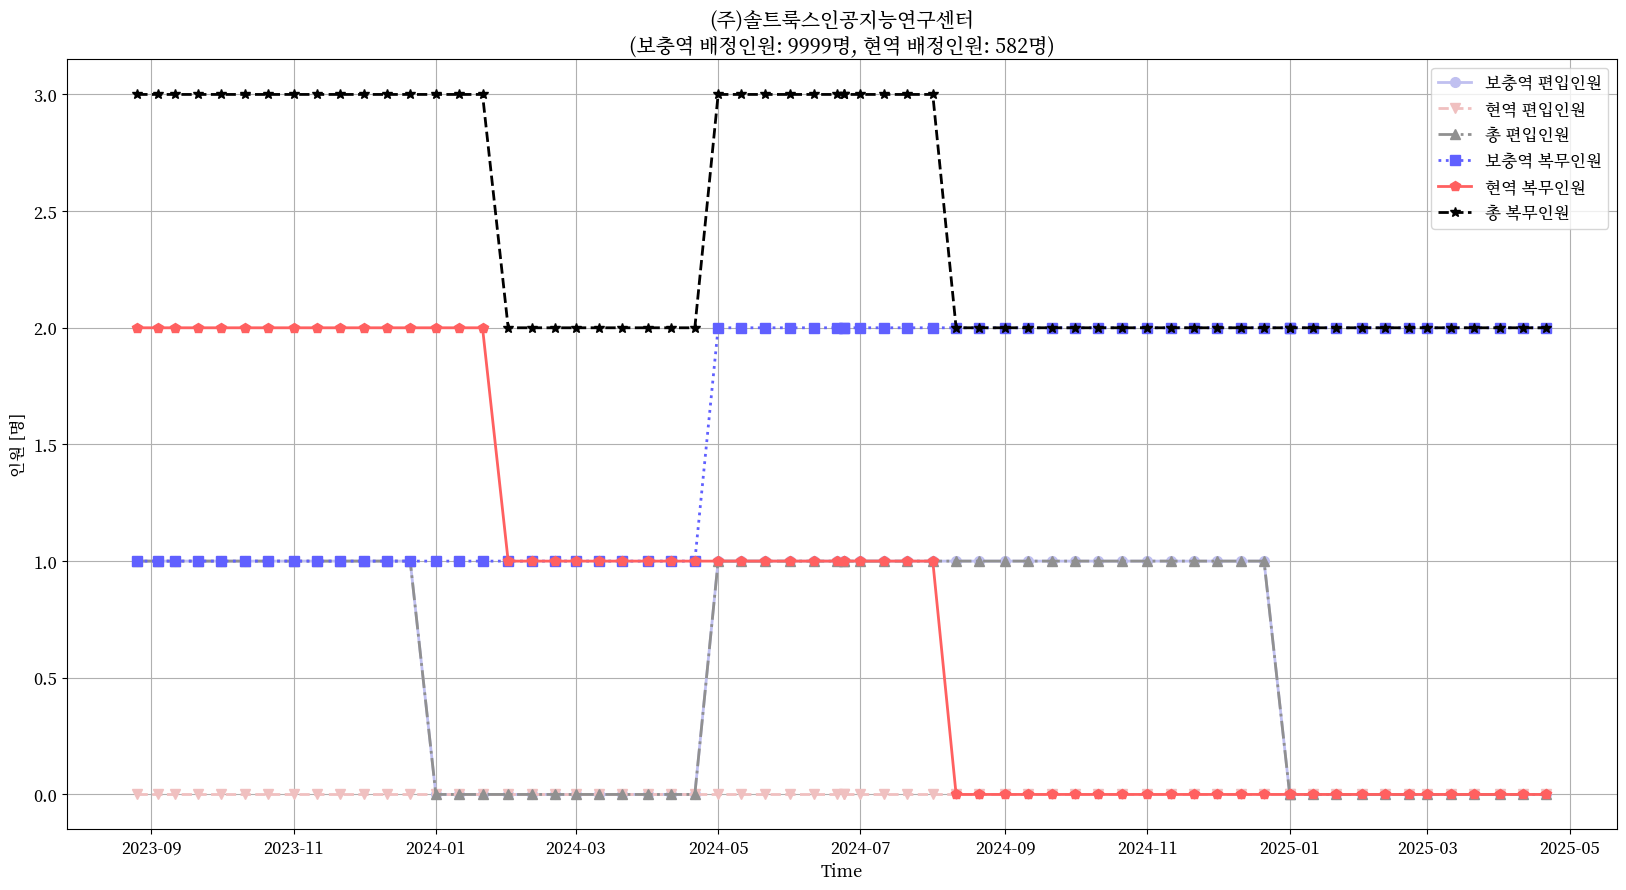 (주)솔트룩스인공지능연구센터
(보충역 배정인원: 9999명, 현역 배정인원: 582명)
보충역 편입인원
현역 편입인원
총 편입인원
보충역 복무인원
현역 복무인원
총 복무인원
3.0
2.5
2.0
1.5
1.0
0.5
0.0
인원 [명]
2023-09 2023-11 2024-01 2024-03 2024-05 2024-07 2024-09 2024-11 2025-01 2025-03 2025-05
Time